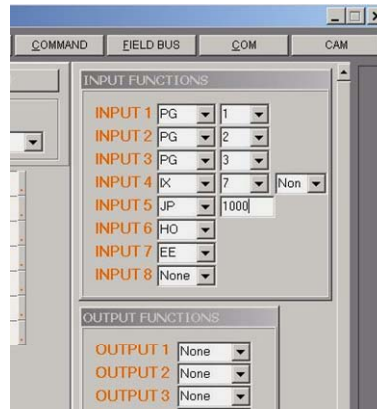 COMMAND FIELD BUS COM CAM
INPUT FUNCTIONS
INPUT 1 PG 1
INPUT 2 PG 2
INPUT 3 PG 3
INPUT 4 IX 7 Non
INPUT 5 JP 1000
INPUT 6 HO
INPUT 7 EE
INPUT 8 None
OUTPUT FUNCTIONS
OUTPUT 1 None
OUTPUT 2 None
OUTPUT 3 None